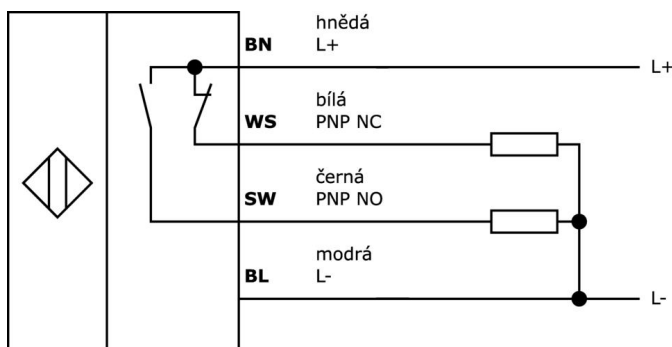 hnědá
BN L+
L+
bílá
WS PNP NC
černá
SW PNP NO
modrá
BL L-
L-